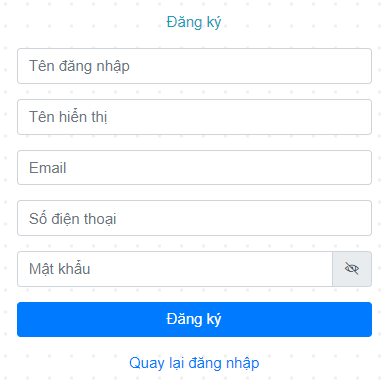 Đăng ký
Tên đăng nhập
Tên hiển thị
Email
Số điện thoại
Mật khẩu
Đăng ký
Quay lại đăng nhập